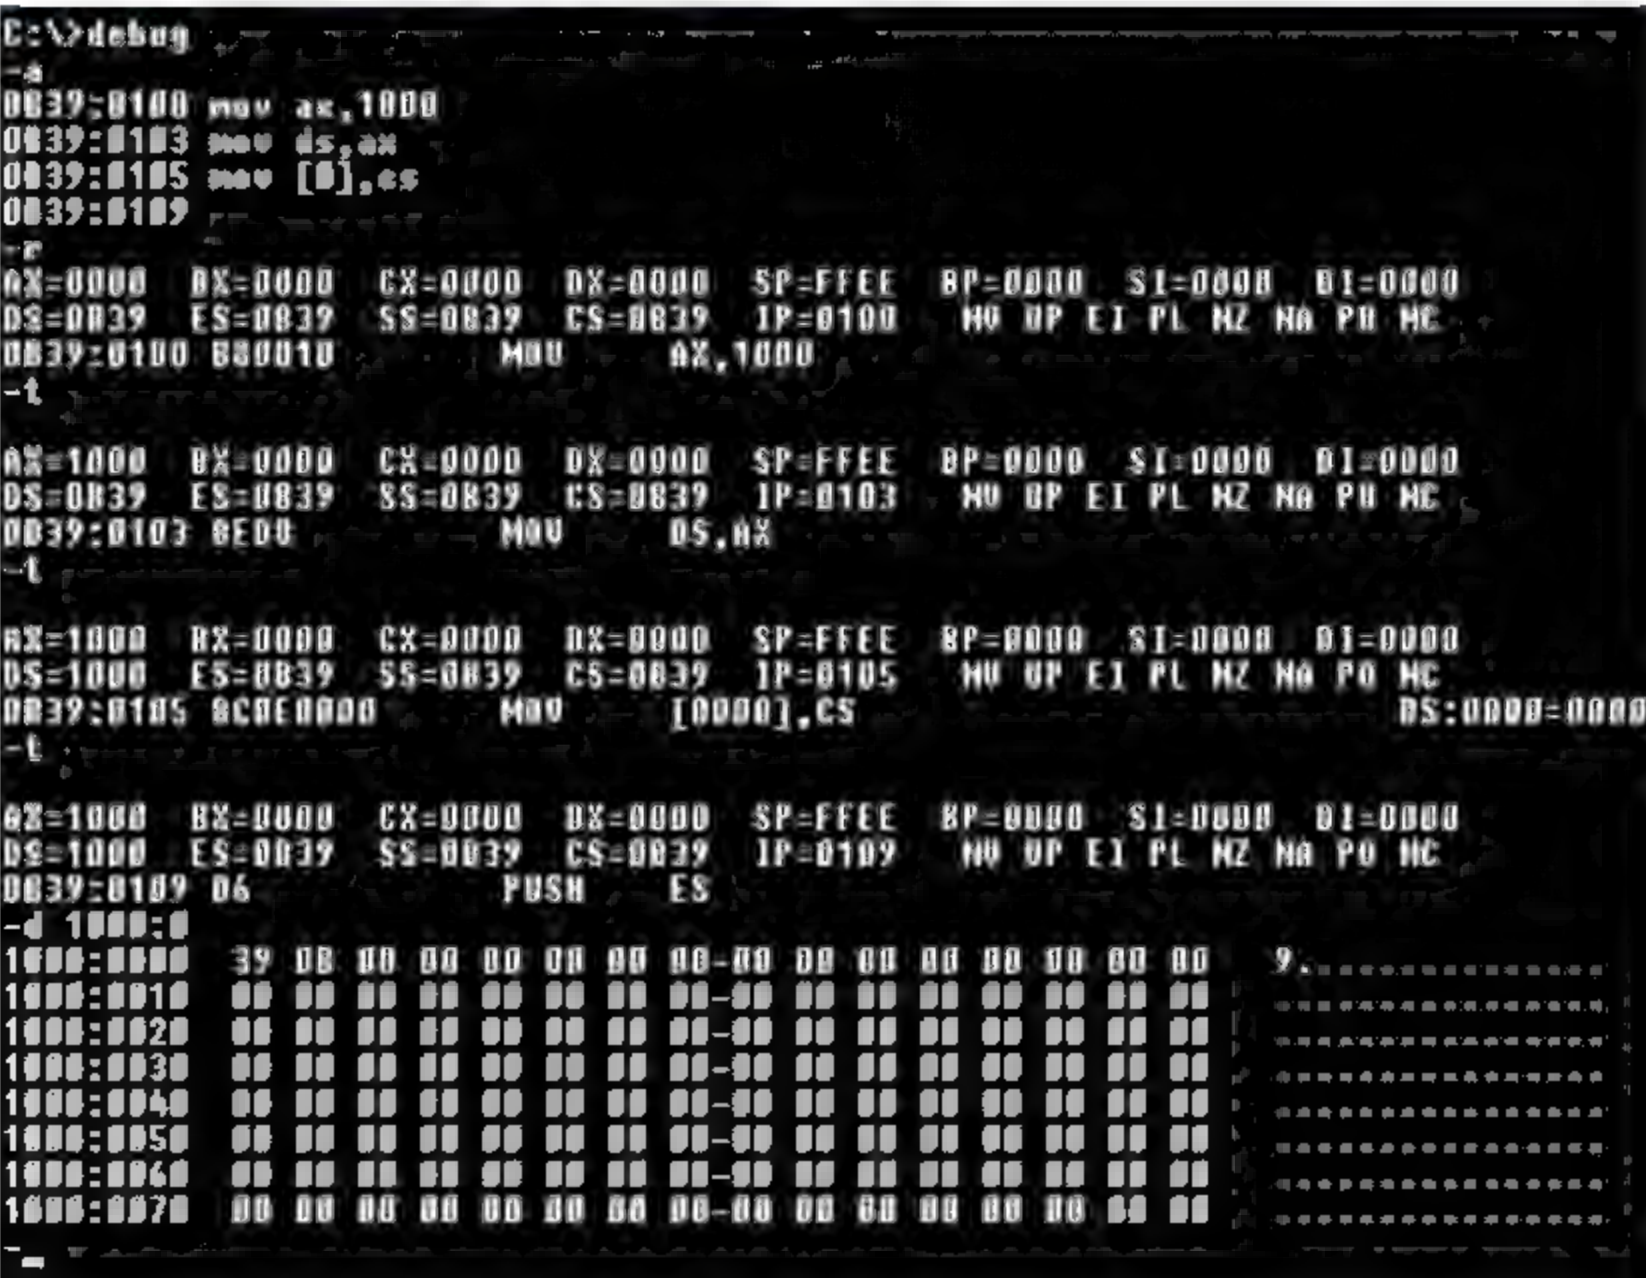 C:\>debug
-a
0B39:0100 mov ax,1000
0B39:0103 mov ds,ax
0B39:0105 mov [0],cs
0B39:0109
-r
AX=0000  BX=0000  CX=0000  DX=0000  SP=FFEE  BP=0000  SI=0000  DI=0000
DS=0B39  ES=0B39  SS=0B39  CS=0B39  IP=0100   NV UP EI PL NZ NA PO NC
0B39:0100 B80010        MOV     AX,1000
-t
AX=1000  BX=0000  CX=0000  DX=0000  SP=FFEE  BP=0000  SI=0000  DI=0000
DS=0B39  ES=0B39  SS=0B39  CS=0B39  IP=0103   NV UP EI PL NZ NA PO NC
0B39:0103 8ED8          MOV     DS,AX
-t
AX=1000  BX=0000  CX=0000  DX=0000  SP=FFEE  BP=0000  SI=0000  DI=0000
DS=1000  ES=0B39  SS=0B39  CS=0B39  IP=0105   NV UP EI PL NZ NA PO NC
0B39:0105 8C0E0000      MOV     [0000],CS                          DS:0000=0000
-t
AX=1000  BX=0000  CX=0000  DX=0000  SP=FFEE  BP=0000  SI=0000  DI=0000
DS=1000  ES=0B39  SS=0B39  CS=0B39  IP=0109   NV UP EI PL NZ NA PO NC
0B39:0109 06            PUSH    ES
-d 1000:0
1000:0000  39 0B 00 00 00 00 00 00-00 00 00 00 00 00 00 00   9...............
1000:0010  00 00 00 00 00 00 00 00-00 00 00 00 00 00 00 00   ................
1000:0020  00 00 00 00 00 00 00 00-00 00 00 00 00 00 00 00   ................
1000:0030  00 00 00 00 00 00 00 00-00 00 00 00 00 00 00 00   ................
1000:0040  00 00 00 00 00 00 00 00-00 00 00 00 00 00 00 00   ................
1000:0050  00 00 00 00 00 00 00 00-00 00 00 00 00 00 00 00   ................
1000:0060  00 00 00 00 00 00 00 00-00 00 00 00 00 00 00 00   ................
1000:0070  00 00 00 00 00 00 00 00-00 00 00 00 00 00 00 00   ................
-_